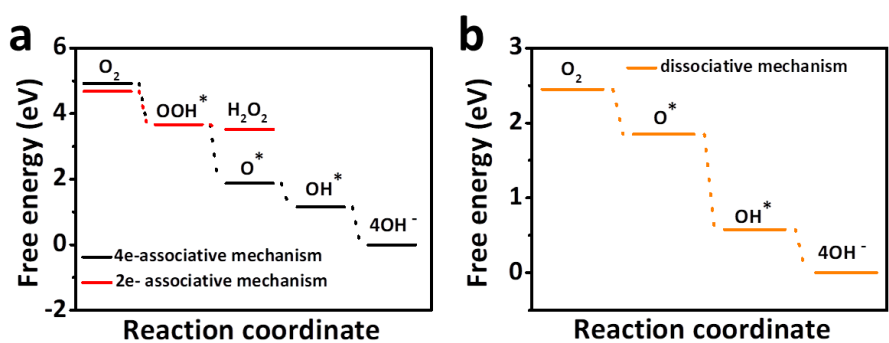 a
6
4
2
0
-2
Free energy (eV)
O2
OOH*
H2O2
O*
OH*
4OH-
4e-associative mechanism
2e- associative mechanism
Reaction coordinate
b
3
2
1
0
Free energy (eV)
dissociative mechanism
O2
O*
OH*
4OH-
Reaction coordinate